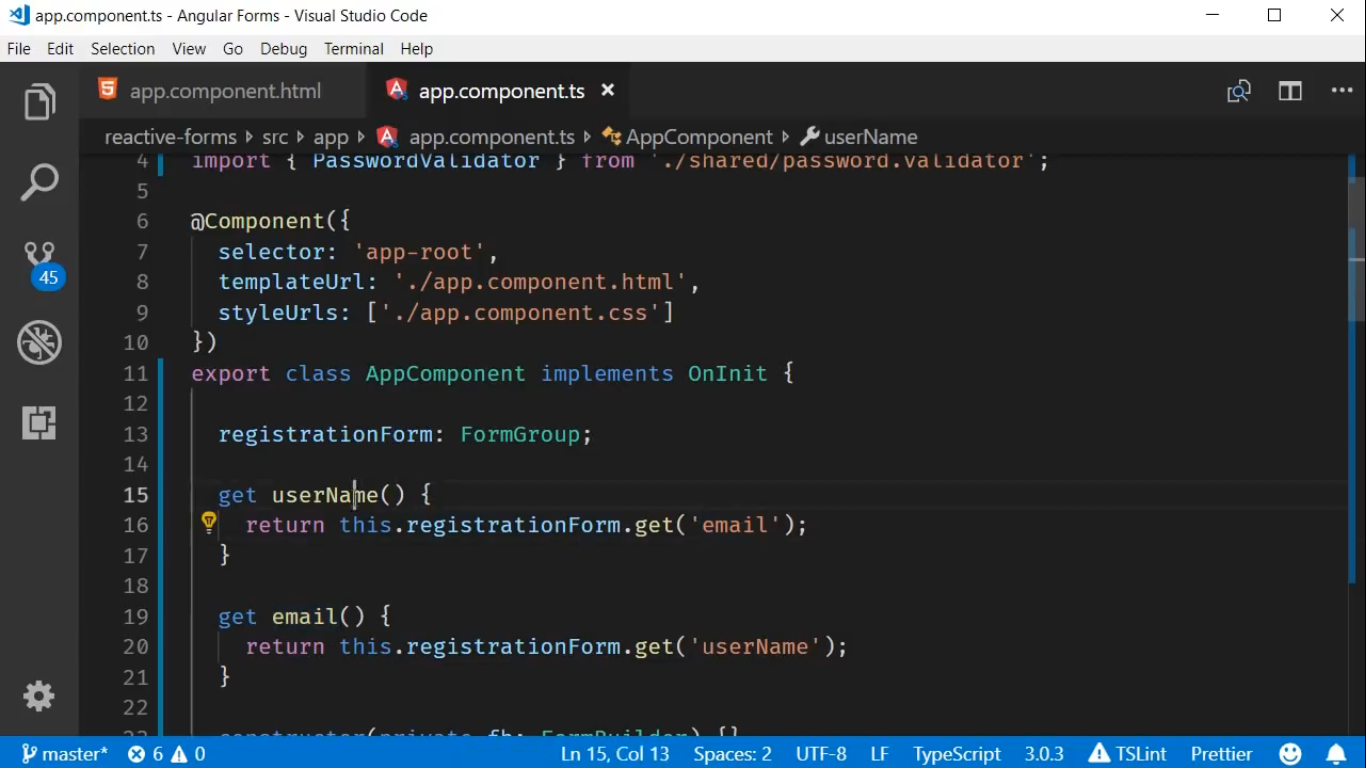 app.component.ts - Angular Forms - Visual Studio Code
File Edit Selection View Go Debug Terminal Help
app.component.html app.component.ts
reactive-forms src app app.component.ts AppComponent userName
4 import { PasswordValidator } from './shared/password.validator';
5
6 @Component({
7 selector: 'app-root',
8 templateUrl: './app.component.html',
9 styleUrls: ['./app.component.css']
10 })
11 export class AppComponent implements OnInit {
12
13 registrationForm: FormGroup;
14
15 get userName() {
16 return this.registrationForm.get('email');
17 }
18
19 get email() {
20 return this.registrationForm.get('userName');
21 }
22
23 constructor(private fb: FormBuilder) {}
45
master* 6 0 Ln 15, Col 13 Spaces: 2 UTF-8 LF TypeScript 3.0.3 TSLint Prettier